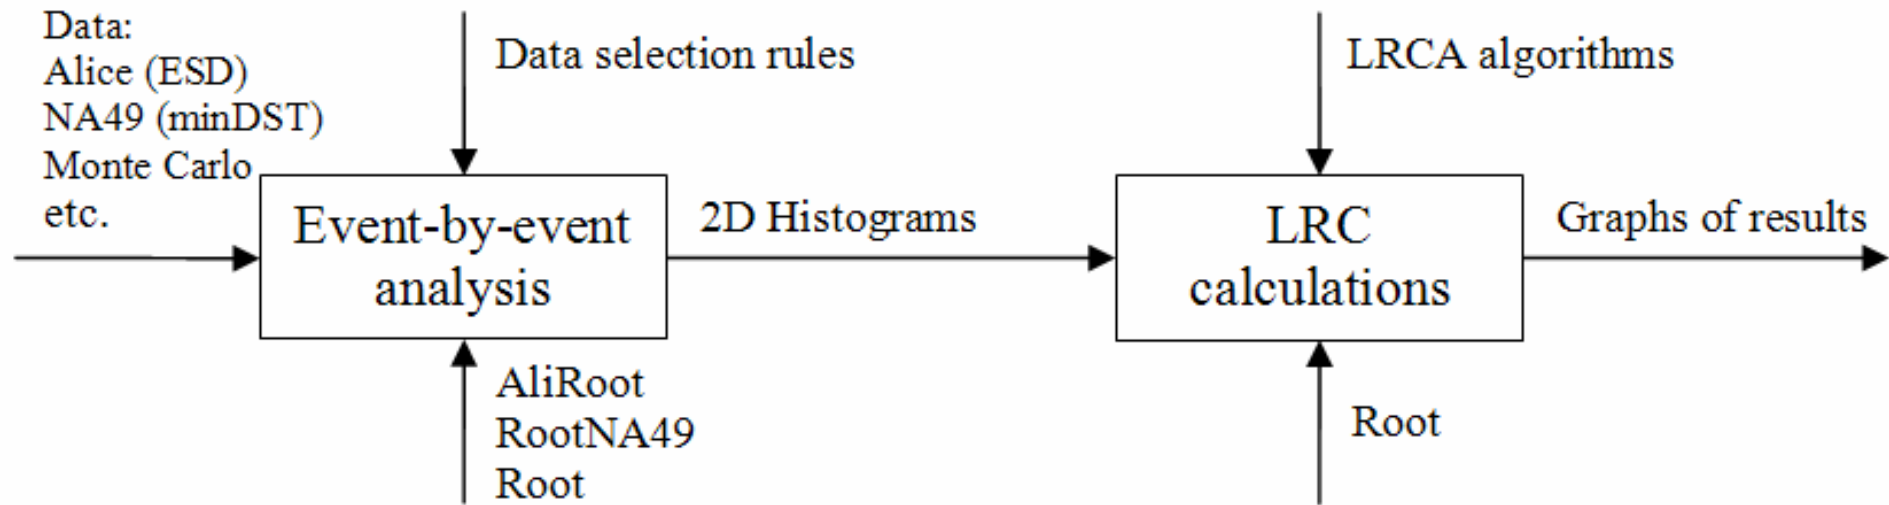 Data:
Alice (ESD)
NA49 (minDST)
Monte Carlo
etc.
Data selection rules
Event-by-event
analysis
AliRoot
RootNA49
Root
2D Histograms
LRCA algorithms
LRC
calculations
Root
Graphs of results